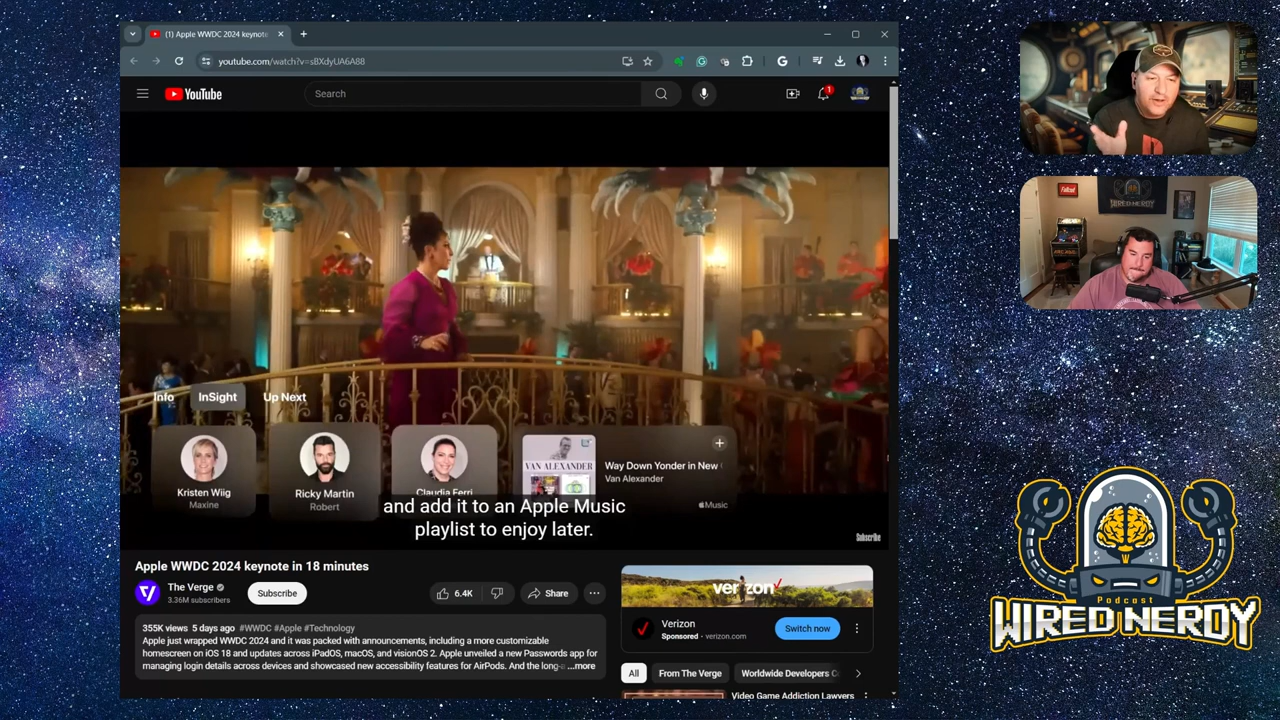 (1) Apple WWDC 2024 keynote
youtube.com/watch?v=sBXdyUA6A88
YouTube
Search
1
Info
InSight
Up Next
Kristen Wiig
Maxine
Ricky Martin
Robert
Claudia Ferri
VAN ALEXANDER
Way Down Yonder in New
Van Alexander
Music
and add it to an Apple Music
playlist to enjoy later.
Subscribe
Apple WWDC 2024 keynote in 18 minutes
The Verge
3.36M subscribers
Subscribe
6.4K
Share
355K views 5 days ago #WWDC #Apple #Technology
Apple just wrapped WWDC 2024 and it was packed with announcements, including a more customizable
homescreen on iOS 18 and updates across iPadOS, macOS, and visionOS 2. Apple unveiled a new Passwords app for
managing login details across devices and showcased new accessibility features for AirPods. And the long-a ...more
verizon
Verizon
Sponsored · verizon.com
Switch now
All
From The Verge
Worldwide Developers C
Video Game Addiction Lawyers
Fallout
WIRED NERDY
Podcast
WIRED NERDY